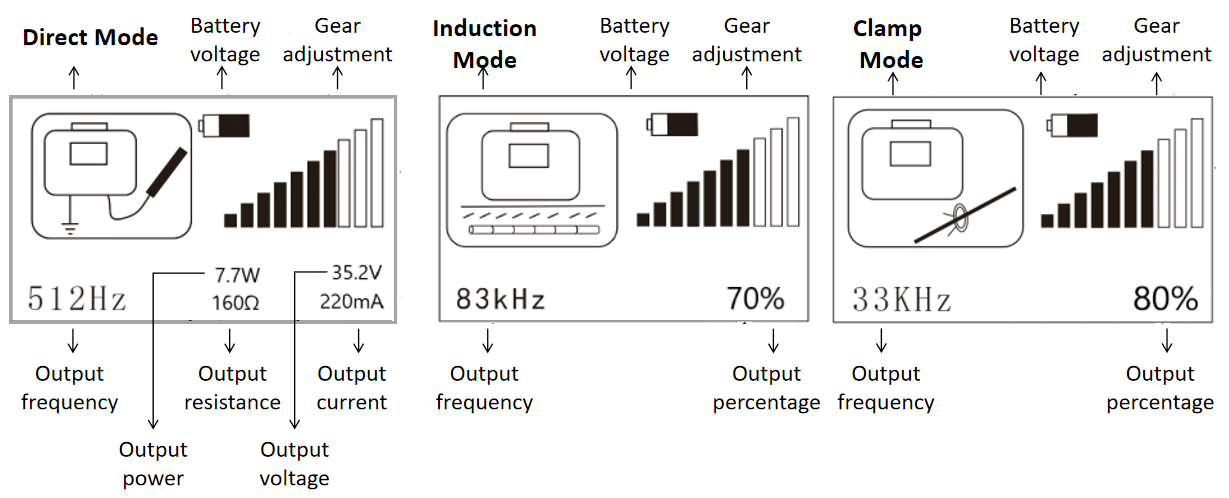 Direct Mode
Battery
voltage
Gear
adjustment
512Hz
7.7W
160Ω
35.2V
220mA
Output
frequency
Output
resistance
Output
current
Output
power
Output
voltage
Induction
Mode
Battery
voltage
Gear
adjustment
83kHz
70%
Output
frequency
Output
percentage
Clamp
Mode
Battery
voltage
Gear
adjustment
33KHz
80%
Output
frequency
Output
percentage